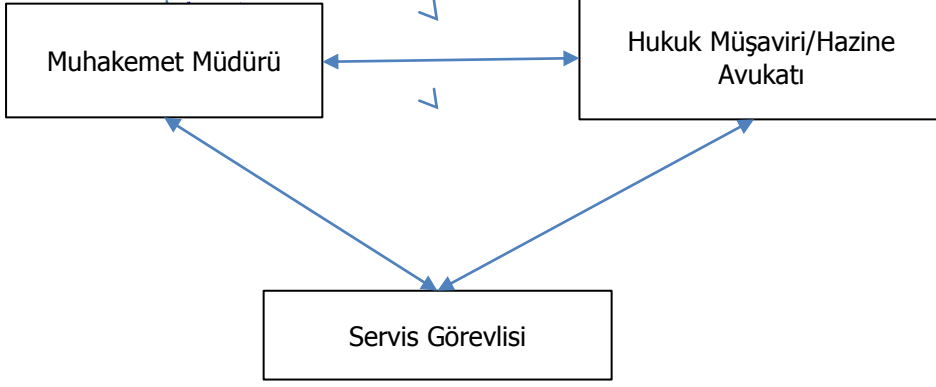 Muhakemet Müdürü
Hukuk Müşaviri/Hazine
Avukatı
Servis Görevlisi